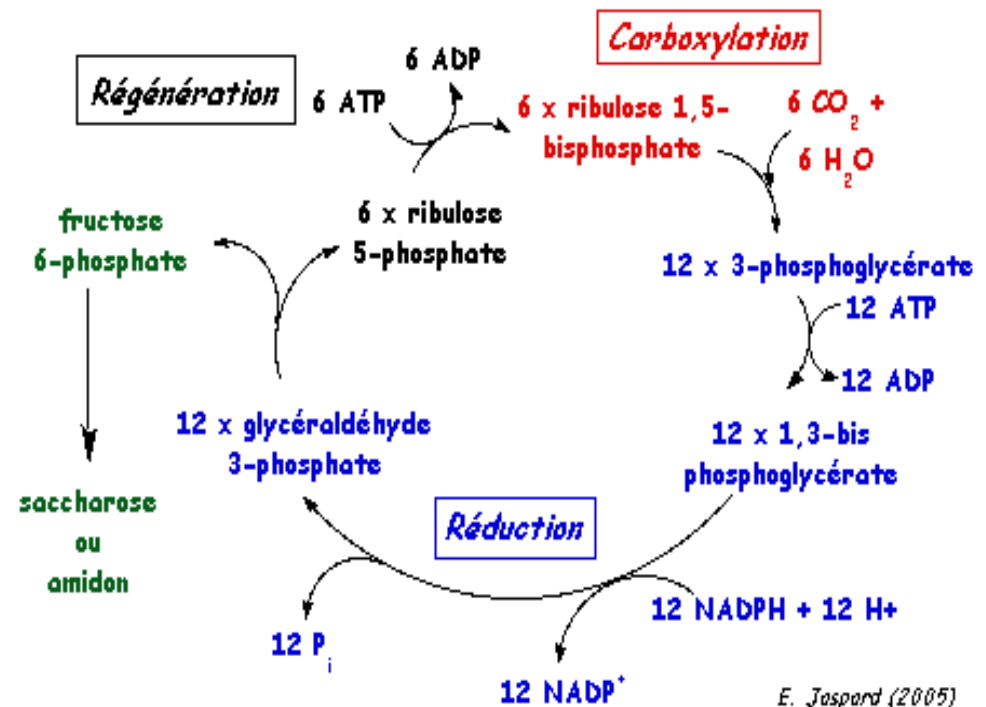 Carboxylation
Régénération
6 ADP
6 ATP
6 x ribulose 1,5-
bisphosphate
6 CO₂ +
6 H₂O
fructose
6-phosphate
6 x ribulose
5-phosphate
12 x 3-phosphoglycérate
12 ATP
12 ADP
12 x glycéraldéhyde
3-phosphate
12 x 1,3-bis
phosphoglycérate
saccharose
ou
amidon
Réduction
12 NADPH + 12 H+
12 Pᵢ
12 NADP⁺
E. Jaspard (2005)